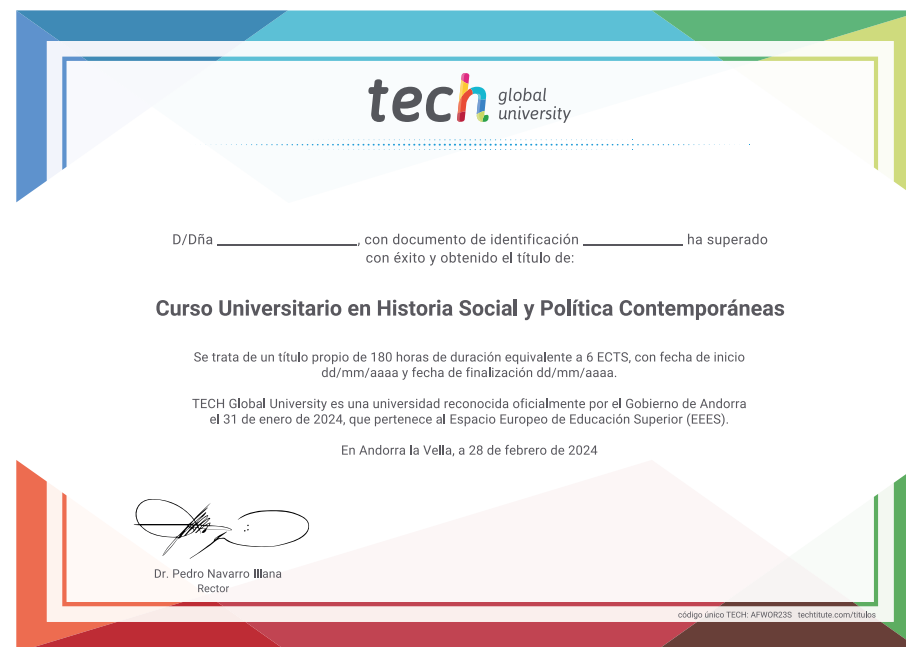 tech global
university
D/Dña ____________________, con documento de identificación ______________ ha superado
con éxito y obtenido el título de:
Curso Universitario en Historia Social y Política Contemporáneas
Se trata de un título propio de 180 horas de duración equivalente a 6 ECTS, con fecha de inicio
dd/mm/aaaa y fecha de finalización dd/mm/aaaa.
TECH Global University es una universidad reconocida oficialmente por el Gobierno de Andorra
el 31 de enero de 2024, que pertenece al Espacio Europeo de Educación Superior (EEES).
En Andorra la Vella, a 28 de febrero de 2024
Dr. Pedro Navarro Illana
Rector
código único TECH: AFWOR23S techtitute.com/titulos